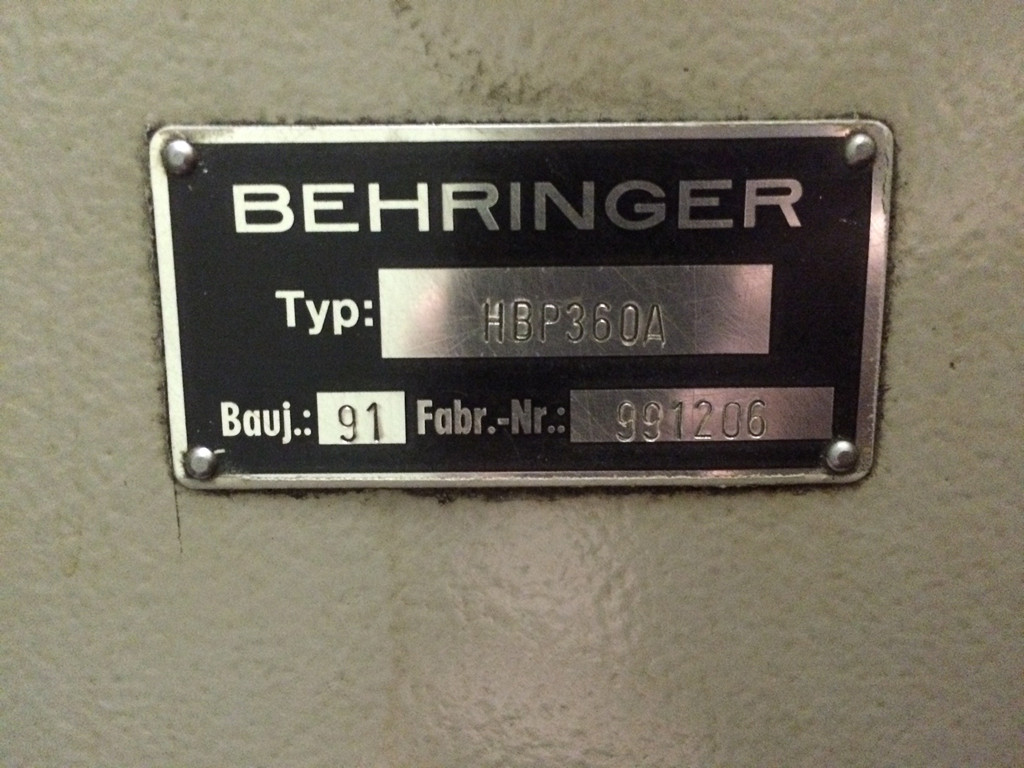 BEHRINGER
Typ: HBP360A
Bauj.: 91 Fabr.-Nr.: 991206